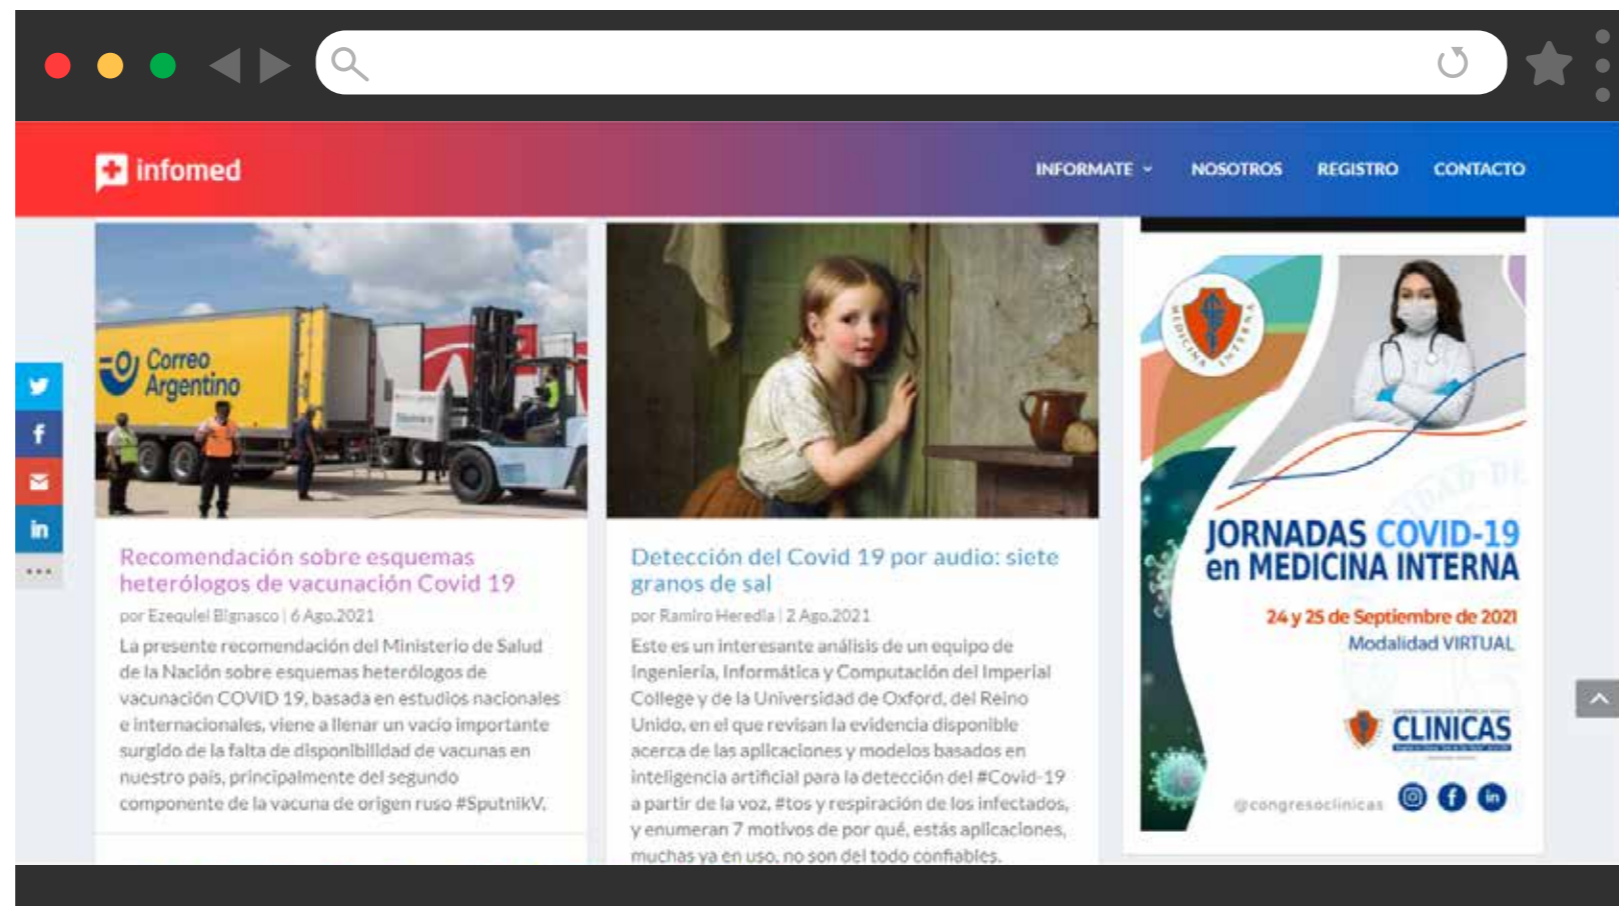 infomed
INFORMATE
NOSOTROS
REGISTRO
CONTACTO
Correo
Argentino
Recomendación sobre esquemas
heterólogos de vacunación Covid 19
por Ezequiel Bignasco | 6 Ago.2021
La presente recomendación del Ministerio de Salud
de la Nación sobre esquemas heterólogos de
vacunación COVID 19, basada en estudios nacionales
e internacionales, viene a llenar un vacío importante
surgido de la falta de disponibilidad de vacunas en
nuestro país, principalmente del segundo
componente de la vacuna de origen ruso #SputnikV.
Detección del Covid 19 por audio: siete
granos de sal
por Ramiro Heredia | 2 Ago.2021
Este es un interesante análisis de un equipo de
Ingeniería, Informática y Computación del Imperial
College y de la Universidad de Oxford, del Reino
Unido, en el que revisan la evidencia disponible
acerca de las aplicaciones y modelos basados en
inteligencia artificial para la detección del #Covid-19
a partir de la voz, #tos y respiración de los infectados,
y enumeran 7 motivos de por qué, estás aplicaciones,
muchas ya en uso, no son del todo confiables.
MEDICINA INTERNA
JORNADAS COVID-19
en MEDICINA INTERNA
24 y 25 de Septiembre de 2021
Modalidad VIRTUAL
CLINICAS
@congresoclinicas